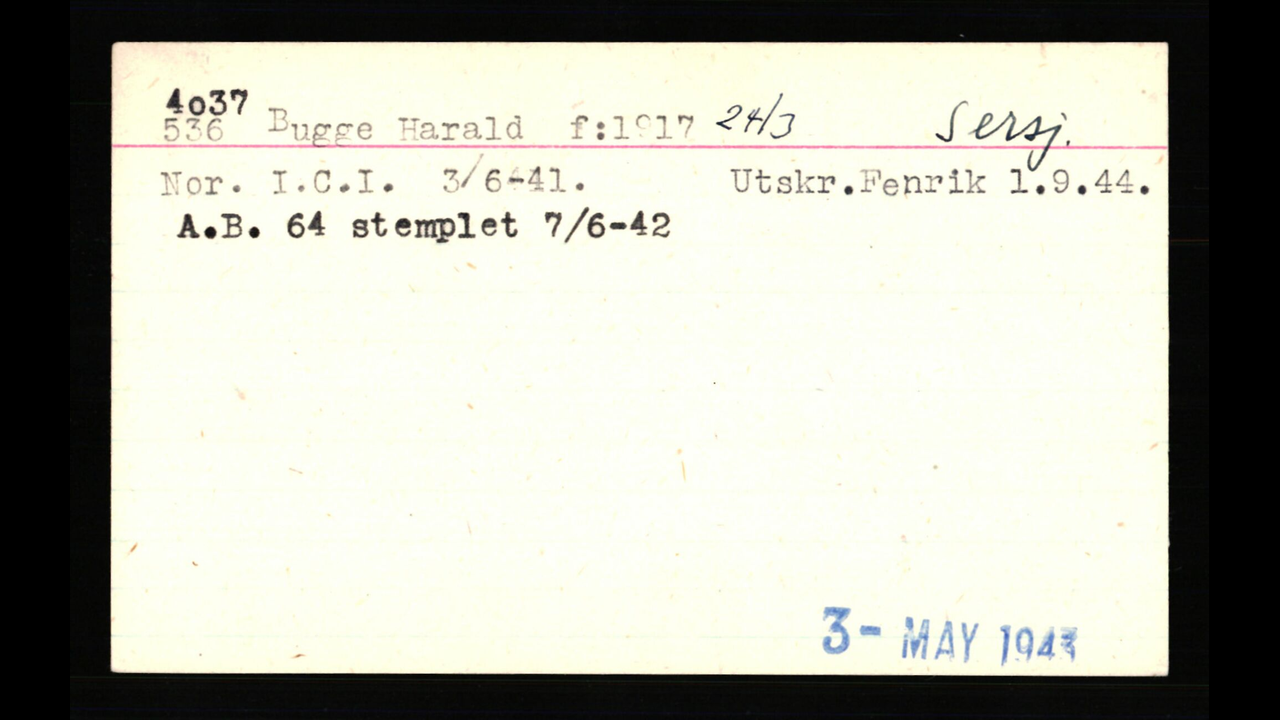 4037
536 Bugge Harald f:1917 24/3 Sersj.
Nor. I.C.I. 3/6-41. Utskr.Fenrik 1.9.44.
A.B. 64 stemplet 7/6-42
3- MAY 1943